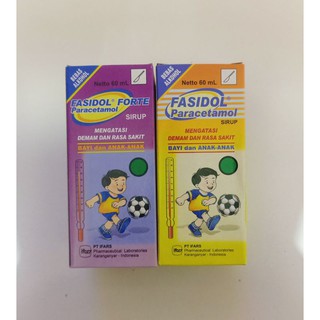 BEBAS ALKOHOL
Netto 60 mL
FASIDOL® FORTE
Paracetamol
SIRUP
MENGATASI
DEMAM DAN RASA SAKIT
BAYI dan ANAK-ANAK
ifars
PT IFARS
Pharmaceutical Laboratories
Karanganyar - Indonesia
BEBAS ALKOHOL
Netto 60 mL
FASIDOL®
Paracetamol
SIRUP
MENGATASI
DEMAM DAN RASA SAKIT
BAYI dan ANAK-ANAK
ifars
PT IFARS
Pharmaceutical Laboratories
Karanganyar - Indonesia